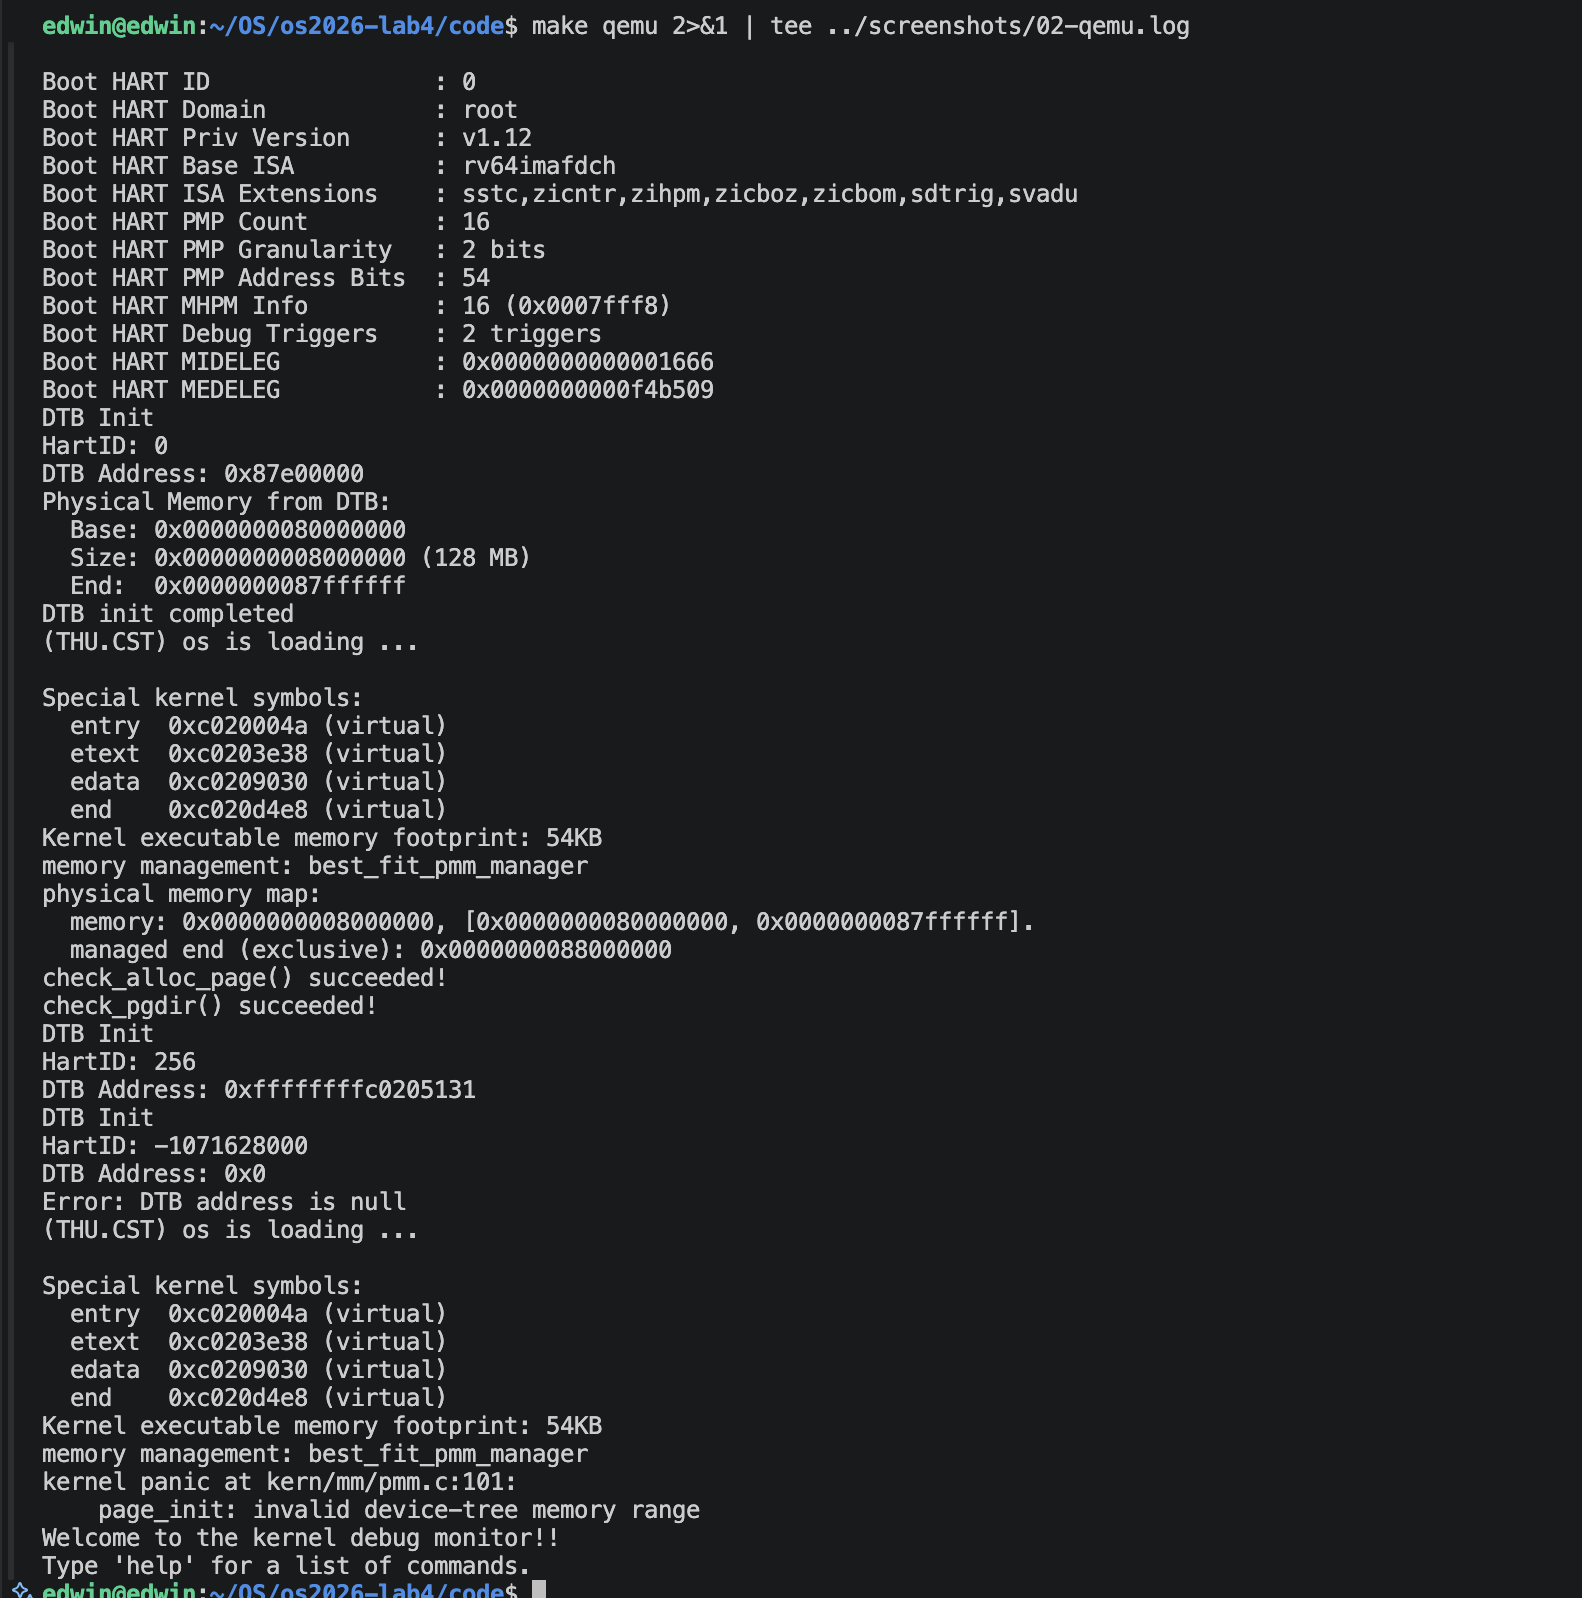 edwin@edwin:~/OS/os2026-lab4/code$ make qemu 2>&1 | tee ../screenshots/02-qemu.log

Boot HART ID                : 0
Boot HART Domain            : root
Boot HART Priv Version      : v1.12
Boot HART Base ISA          : rv64imafdch
Boot HART ISA Extensions    : sstc,zicntr,zihpm,zicboz,zicbom,sdtrig,svadu
Boot HART PMP Count         : 16
Boot HART PMP Granularity   : 2 bits
Boot HART PMP Address Bits  : 54
Boot HART MHPM Info         : 16 (0x0007fff8)
Boot HART Debug Triggers    : 2 triggers
Boot HART MIDELEG           : 0x0000000000001666
Boot HART MEDELEG           : 0x0000000000f4b509
DTB Init
HartID: 0
DTB Address: 0x87e00000
Physical Memory from DTB:
  Base: 0x0000000080000000
  Size: 0x0000000008000000 (128 MB)
  End:  0x0000000087ffffff
DTB init completed
(THU.CST) os is loading ...

Special kernel symbols:
  entry  0xc020004a (virtual)
  etext  0xc0203e38 (virtual)
  edata  0xc0209030 (virtual)
  end    0xc020d4e8 (virtual)
Kernel executable memory footprint: 54KB
memory management: best_fit_pmm_manager
physical memory map:
  memory: 0x0000000008000000, [0x0000000080000000, 0x0000000087ffffff].
  managed end (exclusive): 0x0000000088000000
check_alloc_page() succeeded!
check_pgdir() succeeded!
DTB Init
HartID: 256
DTB Address: 0xffffffffc0205131
DTB Init
HartID: -1071628000
DTB Address: 0x0
Error: DTB address is null
(THU.CST) os is loading ...

Special kernel symbols:
  entry  0xc020004a (virtual)
  etext  0xc0203e38 (virtual)
  edata  0xc0209030 (virtual)
  end    0xc020d4e8 (virtual)
Kernel executable memory footprint: 54KB
memory management: best_fit_pmm_manager
kernel panic at kern/mm/pmm.c:101:
    page_init: invalid device-tree memory range
Welcome to the kernel debug monitor!!
Type 'help' for a list of commands.
edwin@edwin:~/OS/os2026-lab4/code$